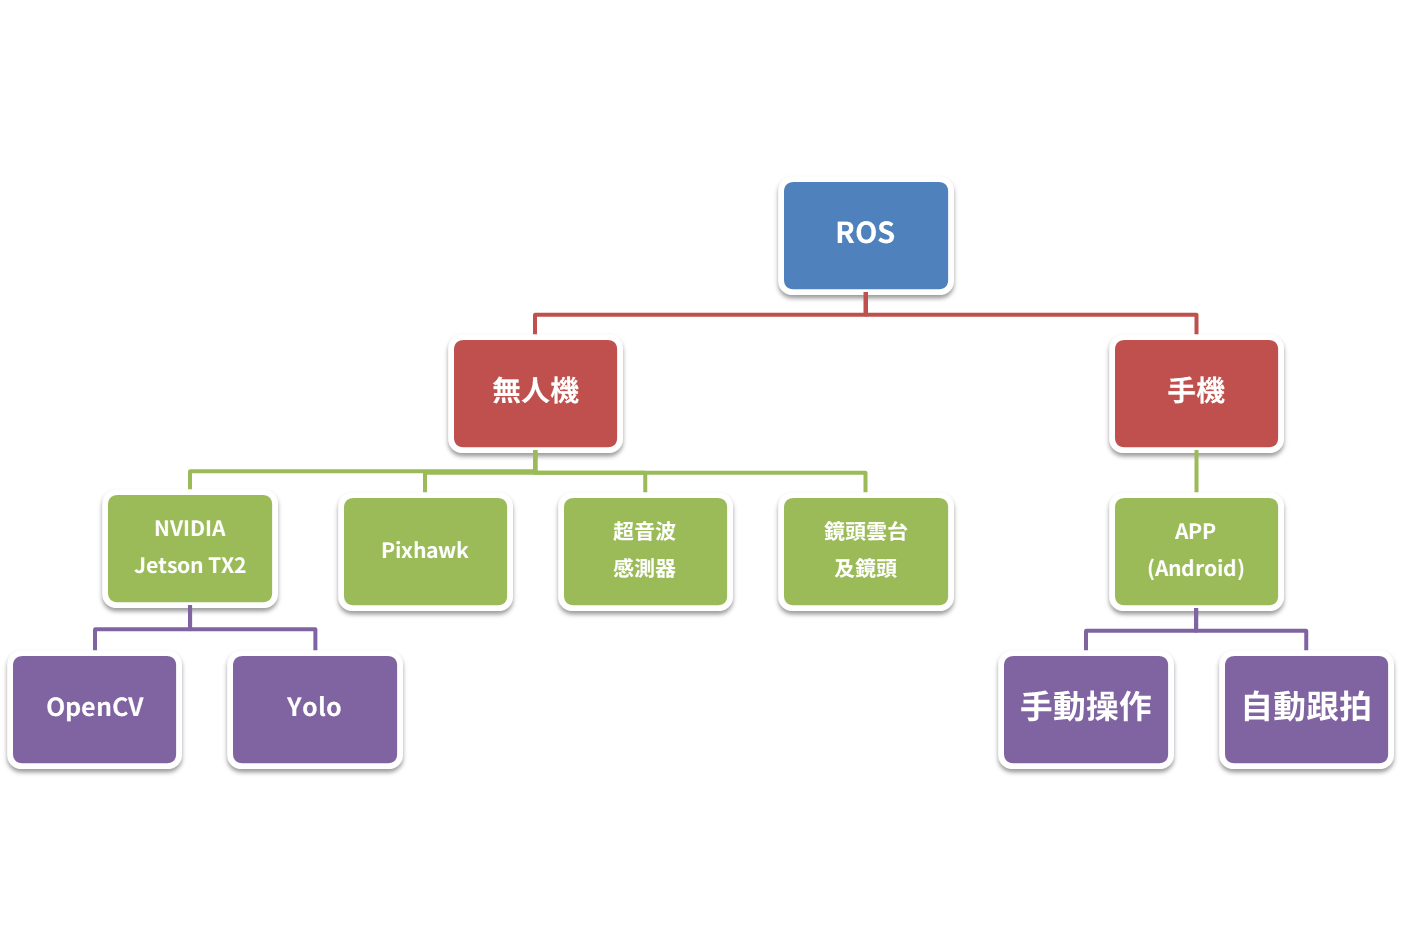 ROS
無人機
手機
NVIDIA
Jetson TX2
Pixhawk
超音波
感測器
鏡頭雲台
及鏡頭
APP
(Android)
OpenCV
Yolo
手動操作
自動跟拍